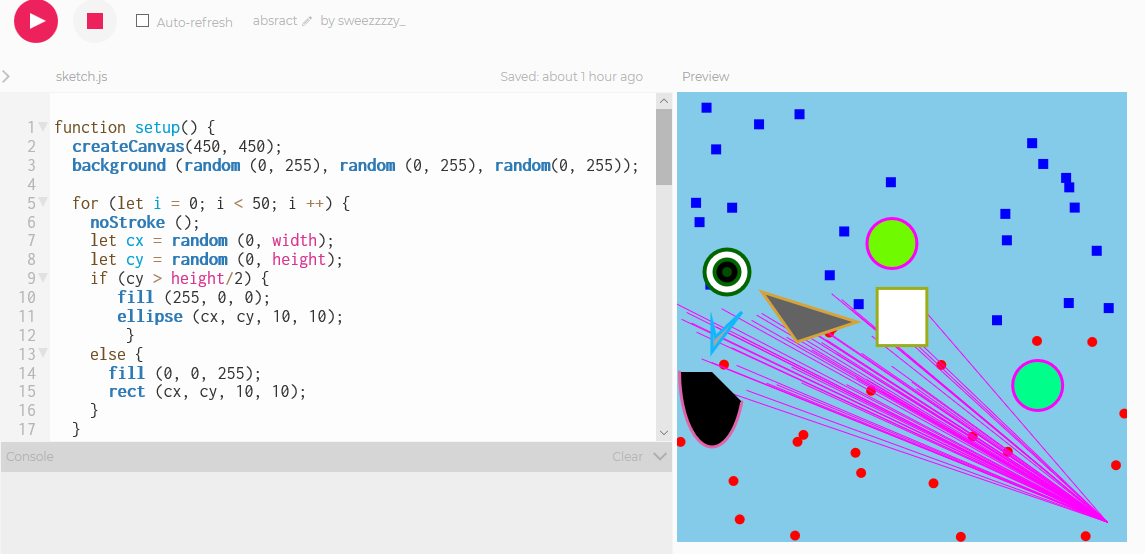 Auto-refresh absract by sweezzzzy_
sketch.js Saved: about 1 hour ago Preview
1 function setup() {
2 createCanvas(450, 450);
3 background (random (0, 255), random (0, 255), random(0, 255));
4
5 for (let i = 0; i < 50; i ++) {
6 noStroke ();
7 let cx = random (0, width);
8 let cy = random (0, height);
9 if (cy > height/2) {
10 fill (255, 0, 0);
11 ellipse (cx, cy, 10, 10);
12 }
13 else {
14 fill (0, 0, 255);
15 rect (cx, cy, 10, 10);
16 }
17 }
Console Clear